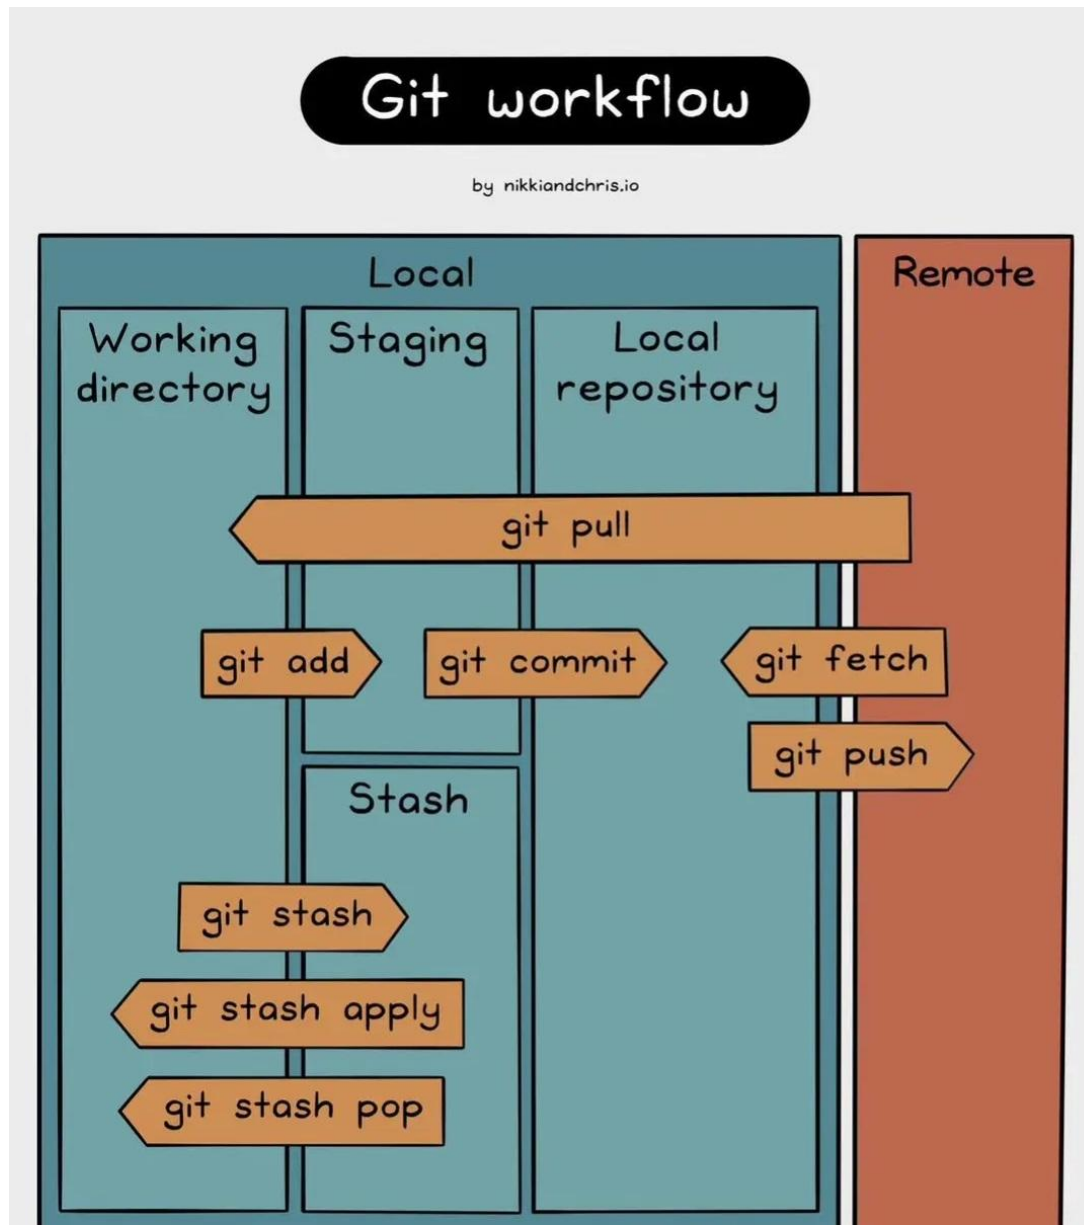 Git workflow
by nikkiandchris.io
Local
Remote
Working
directory
Staging
Local
repository
git pull
git add
git commit
git fetch
git push
Stash
git stash
git stash apply
git stash pop